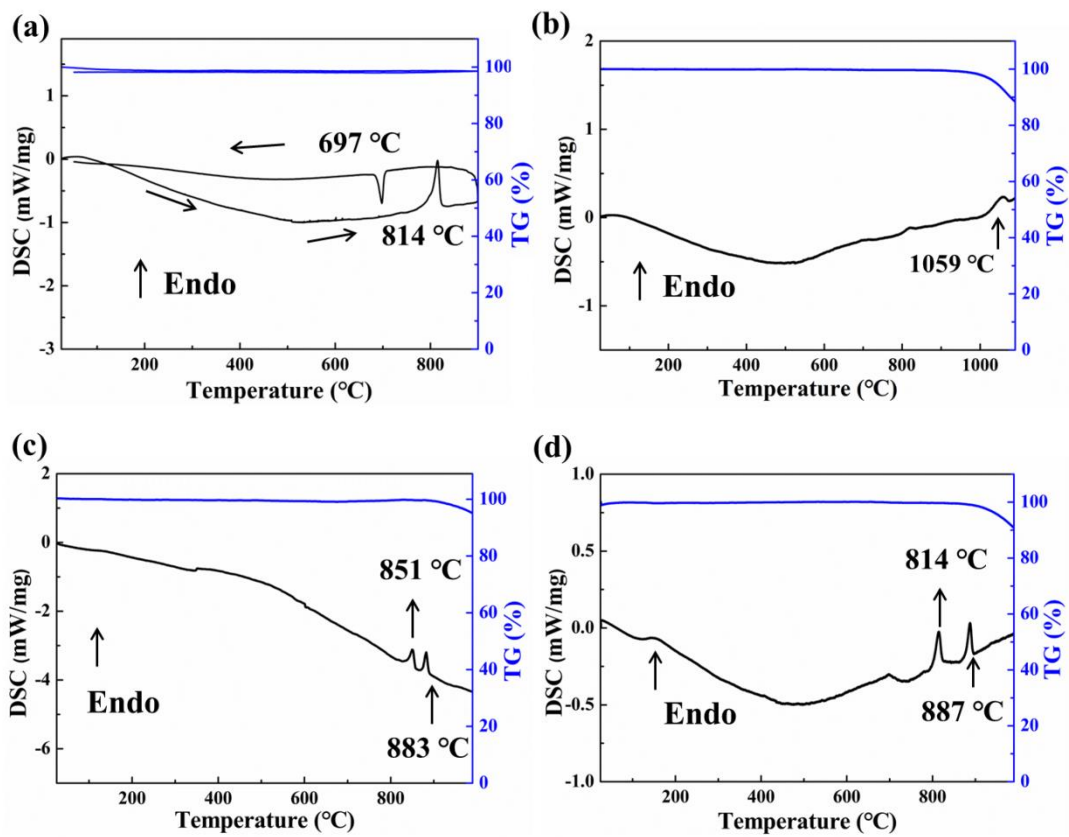 (a)
DSC (mW/mg)
1
0
-1
-2
-3
697 °C
814 °C
Endo
200 400 600 800
Temperature (°C)
100
80
60
40
20
0
TG (%)
(b)
DSC (mW/mg)
2
1
0
-1
1059 °C
Endo
200 400 600 800 1000
Temperature (°C)
100
80
60
40
20
0
TG (%)
(c)
DSC (mW/mg)
2
0
-2
-4
-6
851 °C
883 °C
Endo
200 400 600 800
Temperature (°C)
100
80
60
40
20
0
TG (%)
(d)
DSC (mW/mg)
1.0
0.5
0.0
-0.5
-1.0
814 °C
887 °C
Endo
200 400 600 800
Temperature (°C)
100
80
60
40
20
0
TG (%)